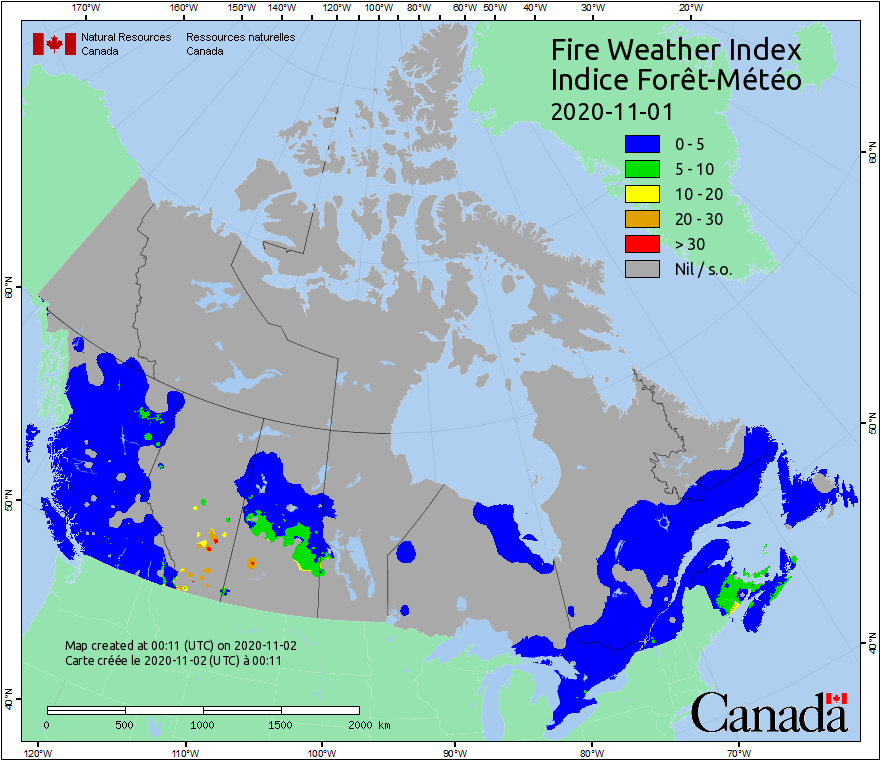 170°W 160°W 150°W 140°W 130°W 120°W 110°W 100°W 90°W 80°W 60°W 50°W 40°W 30°W 20°W
Natural Resources Ressources naturelles
Canada Canada
Fire Weather Index
Indice Forêt-Météo
2020-11-01
0 - 5
5 - 10
10 - 20
20 - 30
> 30
Nil / s.o.
60°N
60°N
50°N
50°N
40°N
40°N
Map created at 00:11 (UTC) on 2020-11-02
Carte créée le 2020-11-02 (UTC) à 00:11
0 500 1000 1500 2000 km
Canada
120°W 110°W 100°W 90°W 80°W 70°W